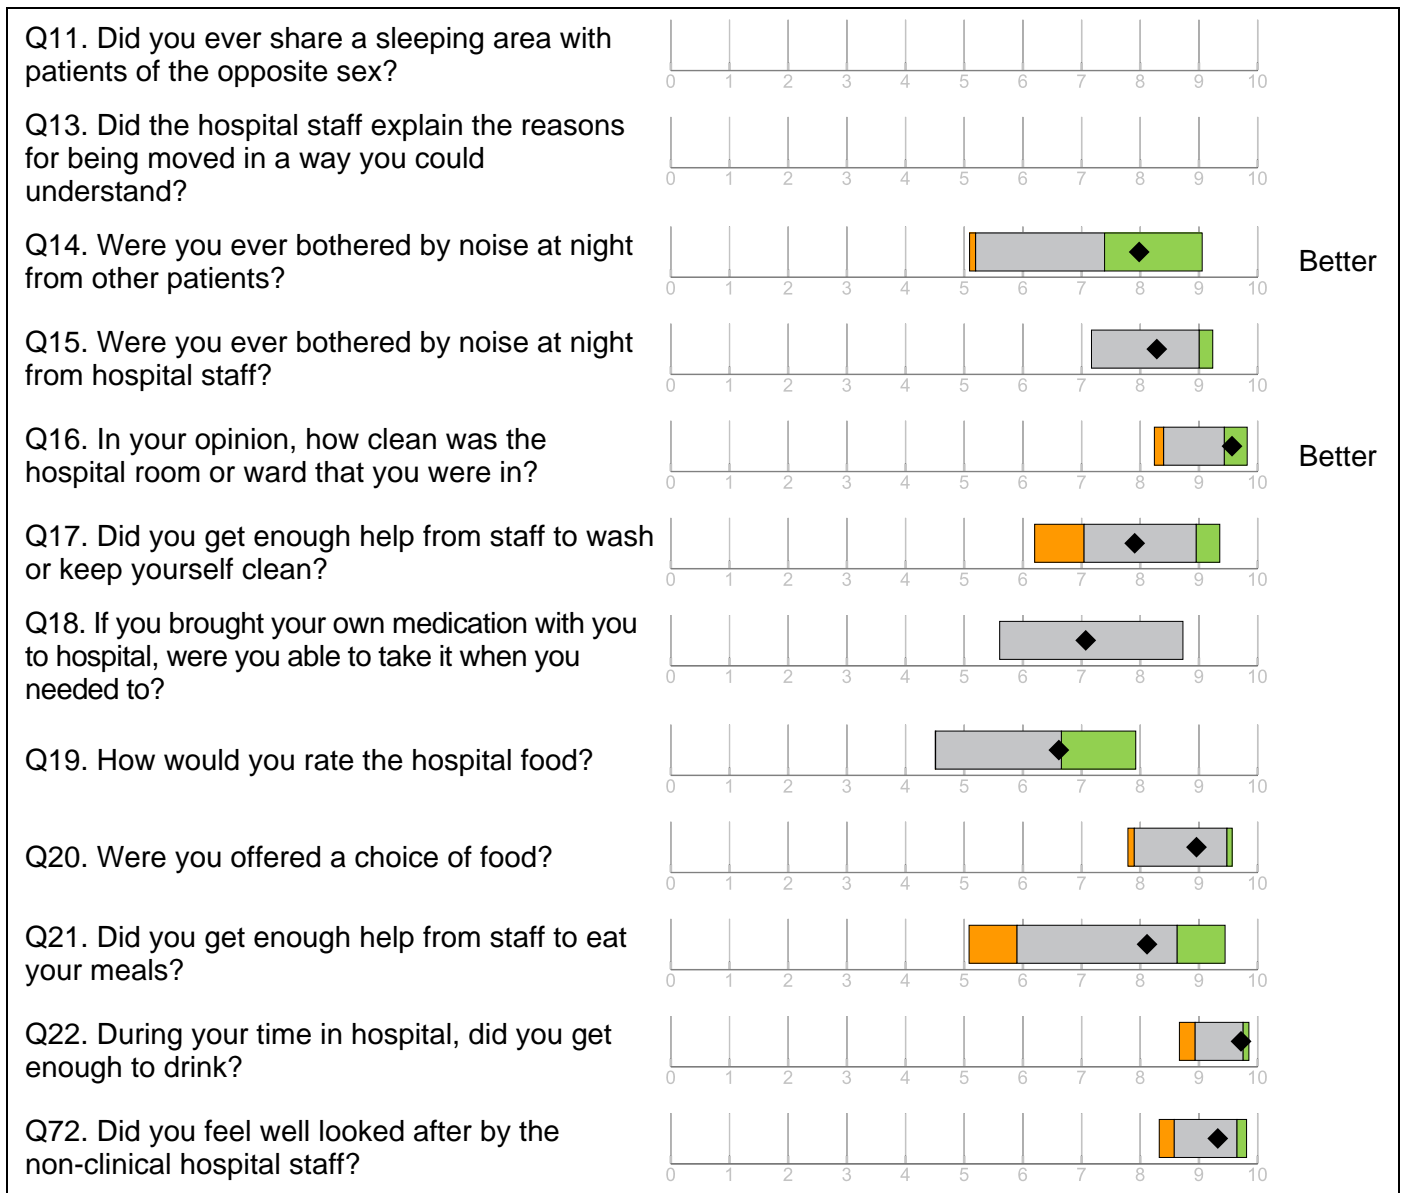 Q11. Did you ever share a sleeping area with
patients of the opposite sex?
0 1 2 3 4 5 6 7 8 9 10
Q13. Did the hospital staff explain the reasons
for being moved in a way you could
understand?
0 1 2 3 4 5 6 7 8 9 10
Q14. Were you ever bothered by noise at night
from other patients?
Better
0 1 2 3 4 5 6 7 8 9 10
Q15. Were you ever bothered by noise at night
from hospital staff?
0 1 2 3 4 5 6 7 8 9 10
Q16. In your opinion, how clean was the
hospital room or ward that you were in?
Better
0 1 2 3 4 5 6 7 8 9 10
Q17. Did you get enough help from staff to wash
or keep yourself clean?
0 1 2 3 4 5 6 7 8 9 10
Q18. If you brought your own medication with you
to hospital, were you able to take it when you
needed to?
0 1 2 3 4 5 6 7 8 9 10
Q19. How would you rate the hospital food?
0 1 2 3 4 5 6 7 8 9 10
Q20. Were you offered a choice of food?
0 1 2 3 4 5 6 7 8 9 10
Q21. Did you get enough help from staff to eat
your meals?
0 1 2 3 4 5 6 7 8 9 10
Q22. During your time in hospital, did you get
enough to drink?
0 1 2 3 4 5 6 7 8 9 10
Q72. Did you feel well looked after by the
non-clinical hospital staff?
0 1 2 3 4 5 6 7 8 9 10